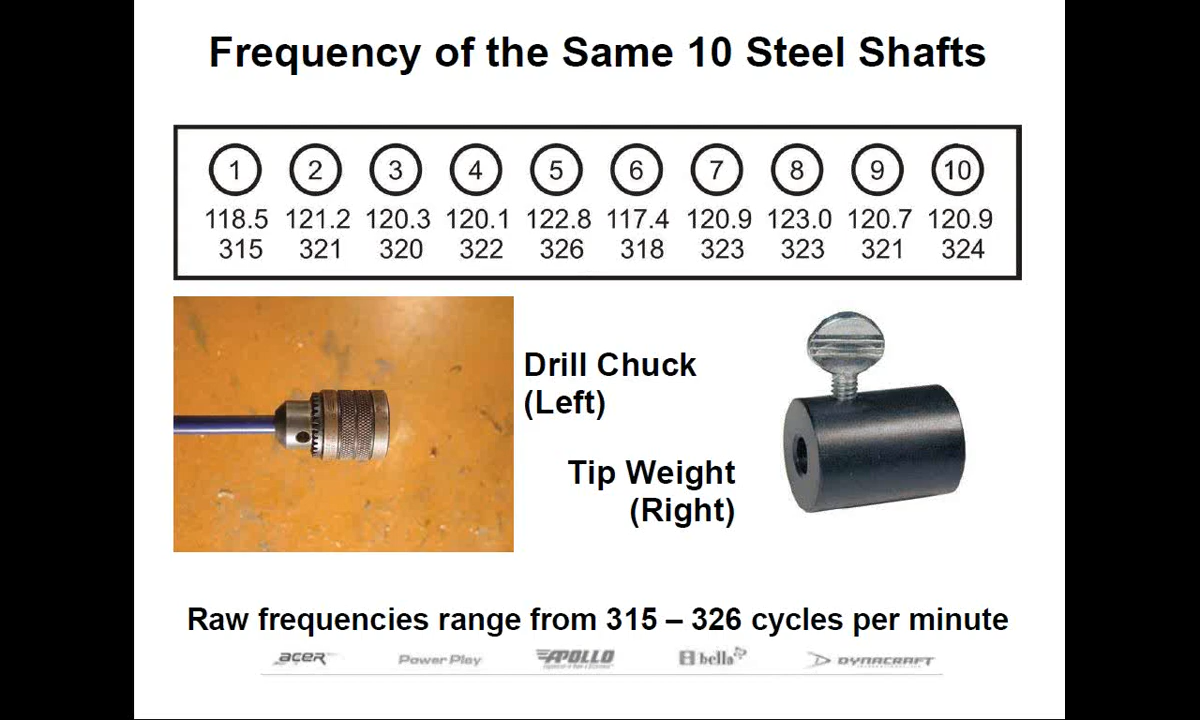 Frequency of the Same 10 Steel Shafts
1 2 3 4 5 6 7 8 9 10
118.5 121.2 120.3 120.1 122.8 117.4 120.9 123.0 120.7 120.9
315 321 320 322 326 318 323 323 321 324
Drill Chuck
(Left)
Tip Weight
(Right)
Raw frequencies range from 315 – 326 cycles per minute
ACER Power Play APOLLO bella DYNACRAFT